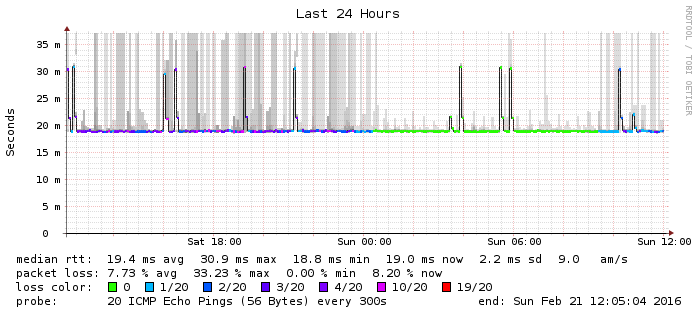 Last 24 Hours
RRDTOOL / TOBI OETIKER
Seconds
35 m
30 m
25 m
20 m
15 m
10 m
5 m
0
Sat 18:00 Sun 00:00 Sun 06:00 Sun 12:00
median rtt: 19.4 ms avg 30.9 ms max 18.8 ms min 19.0 ms now 2.2 ms sd 9.0 am/s
packet loss: 7.73 % avg 33.23 % max 0.00 % min 8.20 % now
loss color: 0 1/20 2/20 3/20 4/20 10/20 19/20
probe: 20 ICMP Echo Pings (56 Bytes) every 300s end: Sun Feb 21 12:05:04 2016